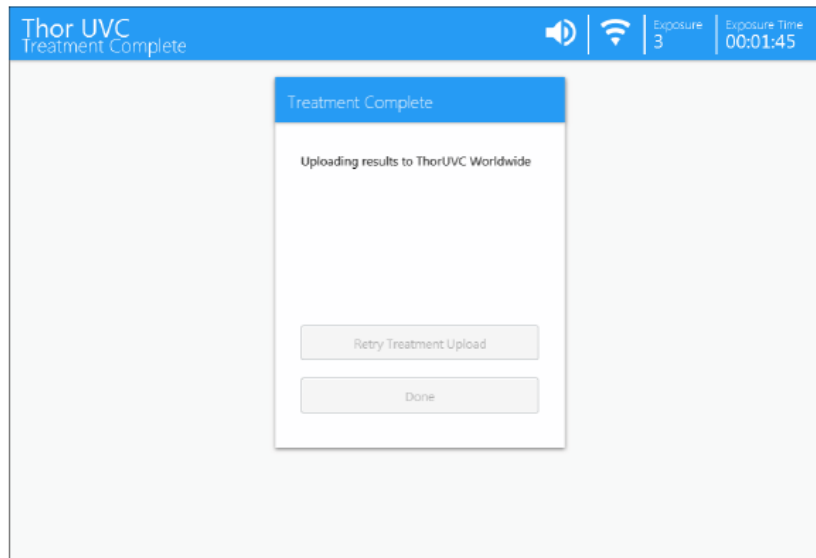 Thor UVC
Treatment Complete
Exposure
3
Exposure Time
00:01:45
Treatment Complete
Uploading results to ThorUVC Worldwide
Retry Treatment Upload
Done